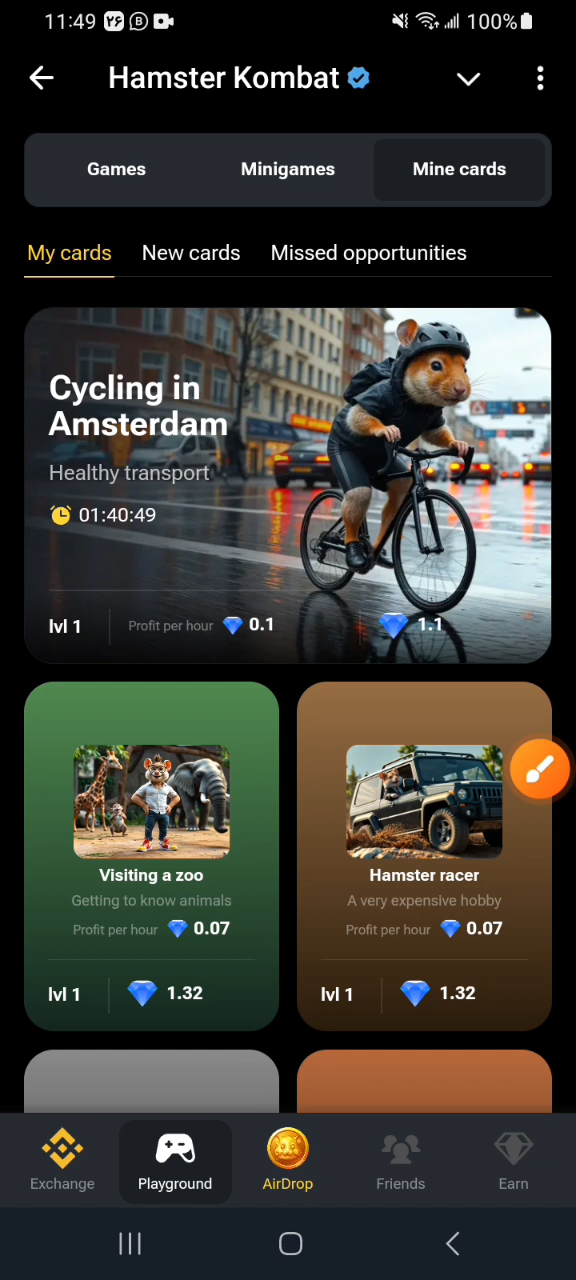 11:49 ۲۶ B 100%
Hamster Kombat
Games Minigames Mine cards
My cards New cards Missed opportunities
Cycling in
Amsterdam
Healthy transport
01:40:49
lvl 1 Profit per hour 0.1 1.1
Visiting a zoo
Getting to know animals
Profit per hour 0.07
lvl 1 1.32
Hamster racer
A very expensive hobby
Profit per hour 0.07
lvl 1 1.32
Exchange Playground AirDrop Friends Earn